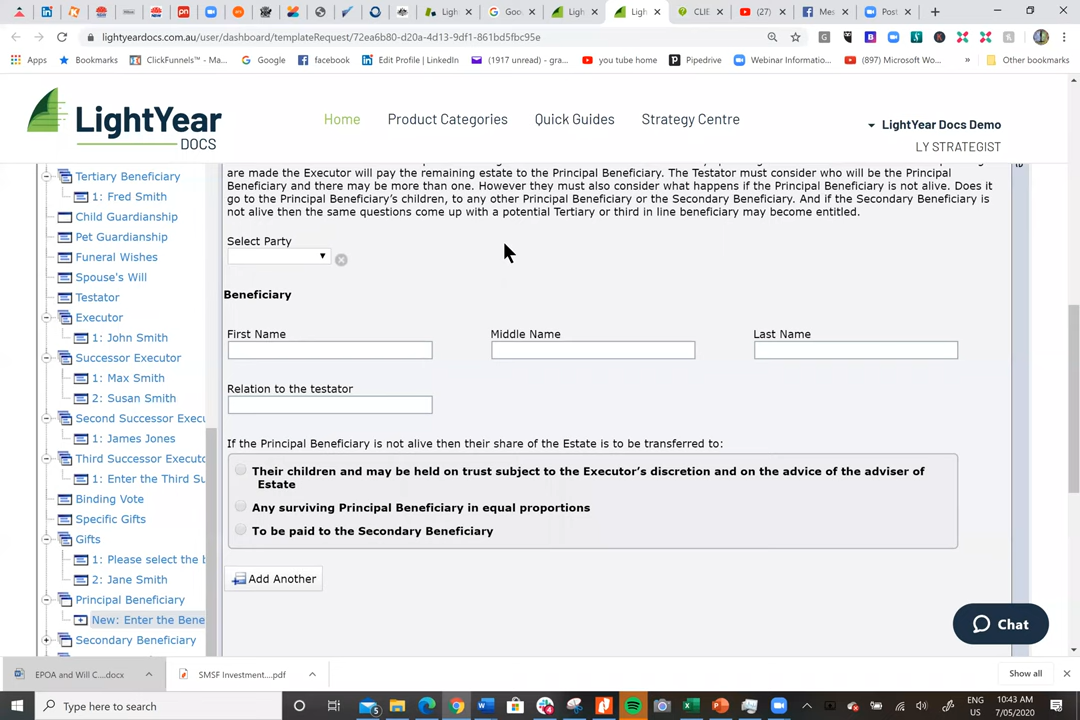 Ligh
Goo
Ligh
Ligh
CLIE
(27)
Mes
Post
lightyeardocs.com.au/user/dashboard/templateRequest/72ea6b80-d20a-4d13-9df1-861bd5fbc95e
Apps Bookmarks ClickFunnels™ - Ma... Google facebook Edit Profile | LinkedIn (1917 unread) - gra... you tube home Pipedrive Webinar Informatio... (897) Microsoft Wo... » Other bookmarks
LightYear
DOCS
Home Product Categories Quick Guides Strategy Centre
LightYear Docs Demo
LY STRATEGIST
Tertiary Beneficiary
1: Fred Smith
Child Guardianship
Pet Guardianship
Funeral Wishes
Spouse's Will
Testator
Executor
1: John Smith
Successor Executor
1: Max Smith
2: Susan Smith
Second Successor Execu
1: James Jones
Third Successor Executo
1: Enter the Third Su
Binding Vote
Specific Gifts
Gifts
1: Please select the b
2: Jane Smith
Principal Beneficiary
New: Enter the Bene
Secondary Beneficiary
are made the Executor will pay the remaining estate to the Principal Beneficiary. The Testator must consider who will be the Principal
Beneficiary and there may be more than one. However they must also consider what happens if the Principal Beneficiary is not alive. Does it
go to the Principal Beneficiary's children, to any other Principal Beneficiary or the Secondary Beneficiary. And if the Secondary Beneficiary is
not alive then the same questions come up with a potential Tertiary or third in line beneficiary may become entitled.
Select Party
Beneficiary
First Name Middle Name Last Name
Relation to the testator
If the Principal Beneficiary is not alive then their share of the Estate is to be transferred to:
Their children and may be held on trust subject to the Executor's discretion and on the advice of the adviser of
Estate
Any surviving Principal Beneficiary in equal proportions
To be paid to the Secondary Beneficiary
Add Another
Chat
EPOA and Will C....docx
SMSF Investment....pdf
Show all
Type here to search
ENG
US
10:43 AM
7/05/2020